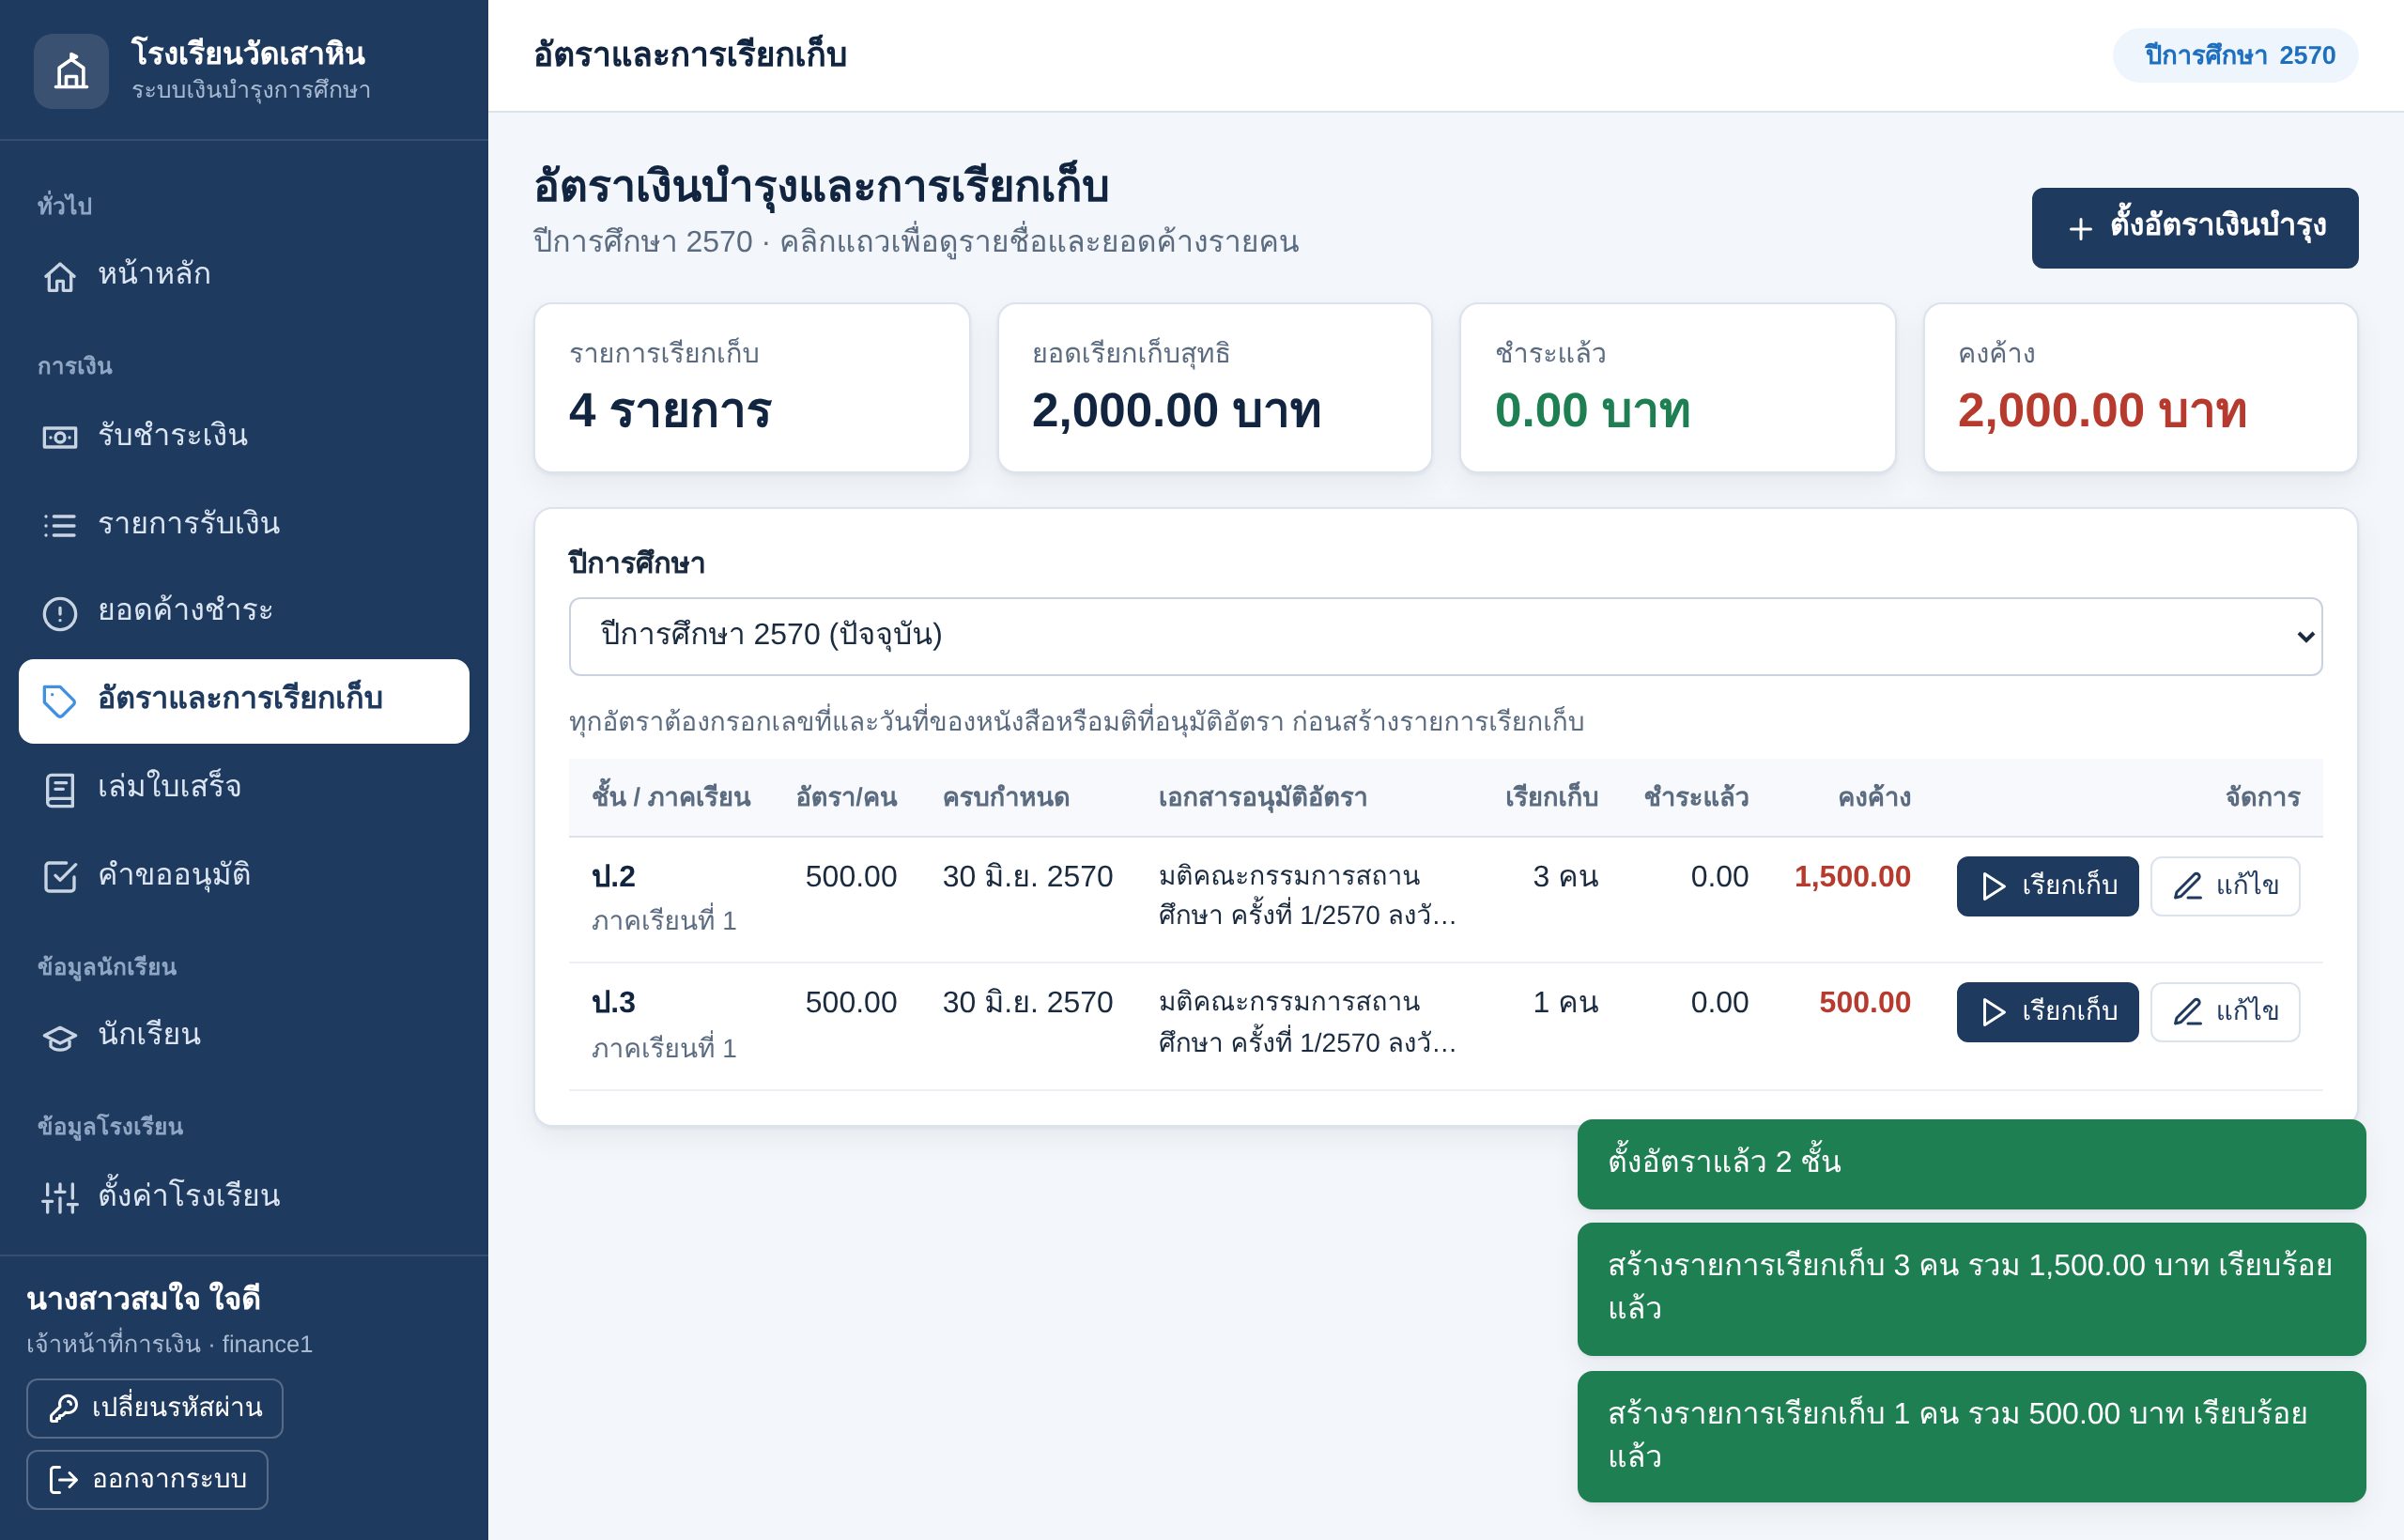 โรงเรียนวัดเสาหิน
ระบบเงินบำรุงการศึกษา
ทั่วไป
หน้าหลัก
การเงิน
รับชำระเงิน
รายการรับเงิน
ยอดค้างชำระ
อัตราและการเรียกเก็บ
เล่มใบเสร็จ
คำขออนุมัติ
ข้อมูลนักเรียน
นักเรียน
ข้อมูลโรงเรียน
ตั้งค่าโรงเรียน
นางสาวสมใจ ใจดี
เจ้าหน้าที่การเงิน · finance1
เปลี่ยนรหัสผ่าน
ออกจากระบบ
อัตราและการเรียกเก็บ
ปีการศึกษา 2570
อัตราเงินบำรุงและการเรียกเก็บ
ปีการศึกษา 2570 · คลิกแถวเพื่อดูรายชื่อและยอดค้างรายคน
ตั้งอัตราเงินบำรุง
รายการเรียกเก็บ
4 รายการ
ยอดเรียกเก็บสุทธิ
2,000.00 บาท
ชำระแล้ว
0.00 บาท
คงค้าง
2,000.00 บาท
ปีการศึกษา
ปีการศึกษา 2570 (ปัจจุบัน)
ทุกอัตราต้องกรอกเลขที่และวันที่ของหนังสือหรือมติที่อนุมัติอัตรา ก่อนสร้างรายการเรียกเก็บ
ชั้น / ภาคเรียน อัตรา/คน ครบกำหนด เอกสารอนุมัติอัตรา เรียกเก็บ ชำระแล้ว คงค้าง จัดการ
ป.2 500.00 30 มิ.ย. 2570 มติคณะกรรมการสถาน 3 คน 0.00 1,500.00 เรียกเก็บ แก้ไข
ภาคเรียนที่ 1 ศึกษา ครั้งที่ 1/2570 ลงวั…
ป.3 500.00 30 มิ.ย. 2570 มติคณะกรรมการสถาน 1 คน 0.00 500.00 เรียกเก็บ แก้ไข
ภาคเรียนที่ 1 ศึกษา ครั้งที่ 1/2570 ลงวั…
ตั้งอัตราแล้ว 2 ชั้น
สร้างรายการเรียกเก็บ 3 คน รวม 1,500.00 บาท เรียบร้อย
แล้ว
สร้างรายการเรียกเก็บ 1 คน รวม 500.00 บาท เรียบร้อย
แล้ว